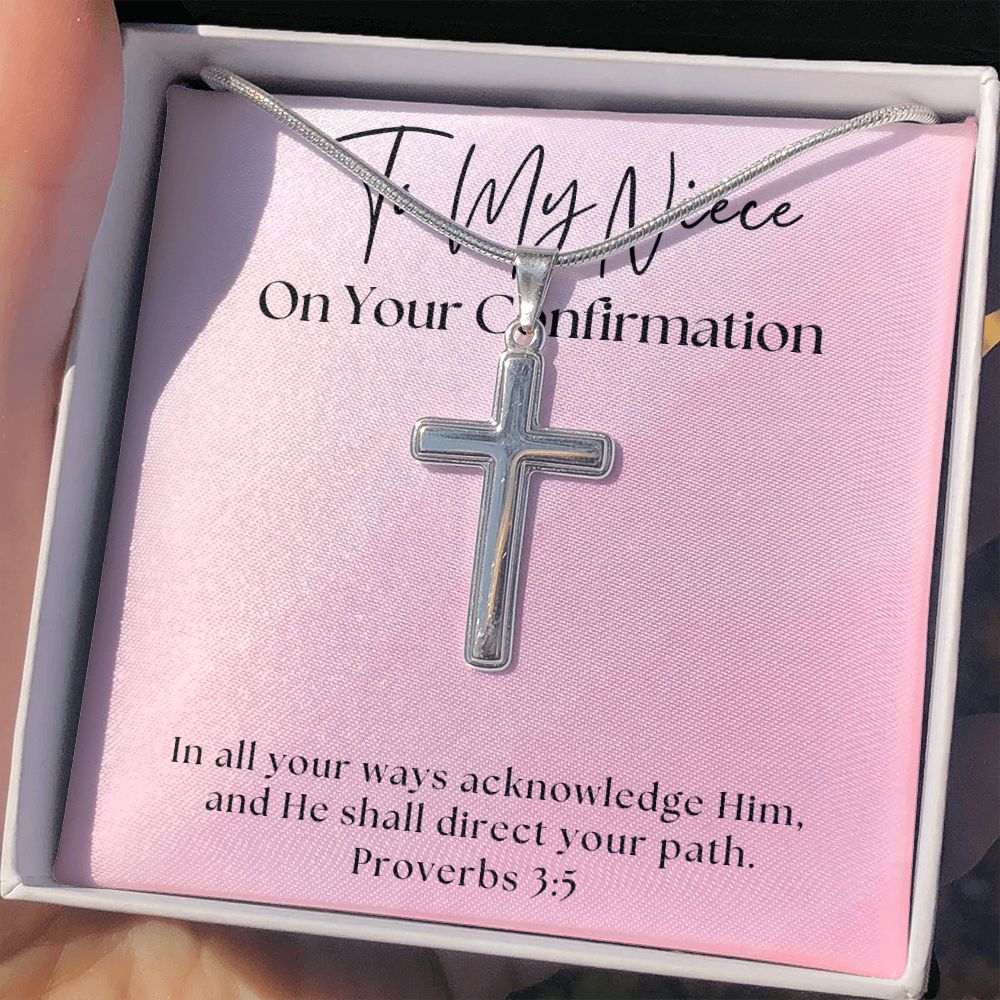 To My Niece
On Your Confirmation
In all your ways acknowledge Him,
and He shall direct your path.
Proverbs 3:5